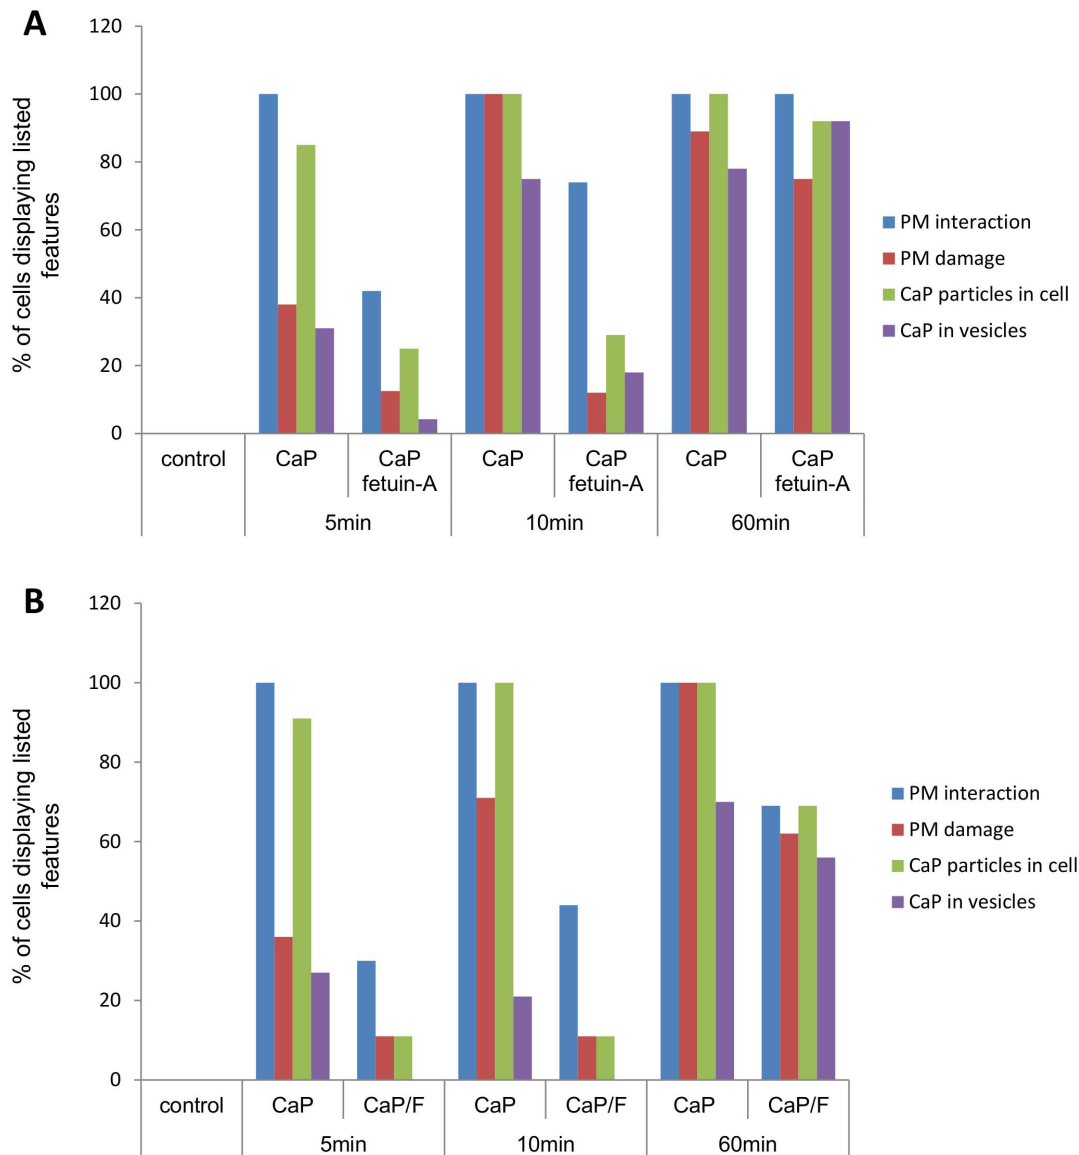 A
120
100
80
60
40
20
0
% of cells displaying listed
features
control
CaP
CaP
fetuin-A
CaP
CaP
fetuin-A
CaP
CaP
fetuin-A
5min
10min
60min
PM interaction
PM damage
CaP particles in cell
CaP in vesicles
B
120
100
80
60
40
20
0
% of cells displaying listed
features
control
CaP
CaP/F
CaP
CaP/F
CaP
CaP/F
5min
10min
60min
PM interaction
PM damage
CaP particles in cell
CaP in vesicles